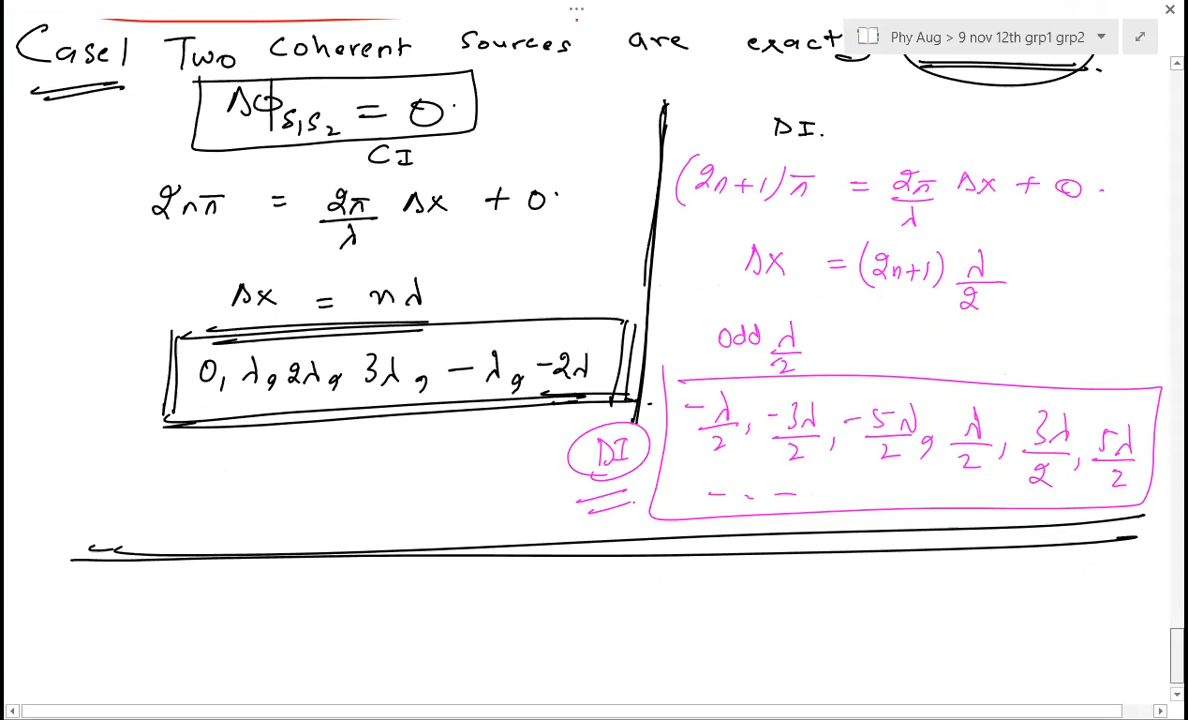 Phy Aug > 9 nov 12th grp1 grp2
Case 1 Two coherent sources are exact
Δφ_{S₁S₂} = 0
CI
2nπ = 2π/λ Δx + 0
Δx = nλ
0, λ, 2λ, 3λ, -λ, -2λ
DI.
(2n+1)π = 2π/λ Δx + 0
Δx = (2n+1) λ/2
odd λ/2
DI
-λ/2, -3λ/2, -5λ/2, λ/2, 3λ/2, 5λ/2
- - -